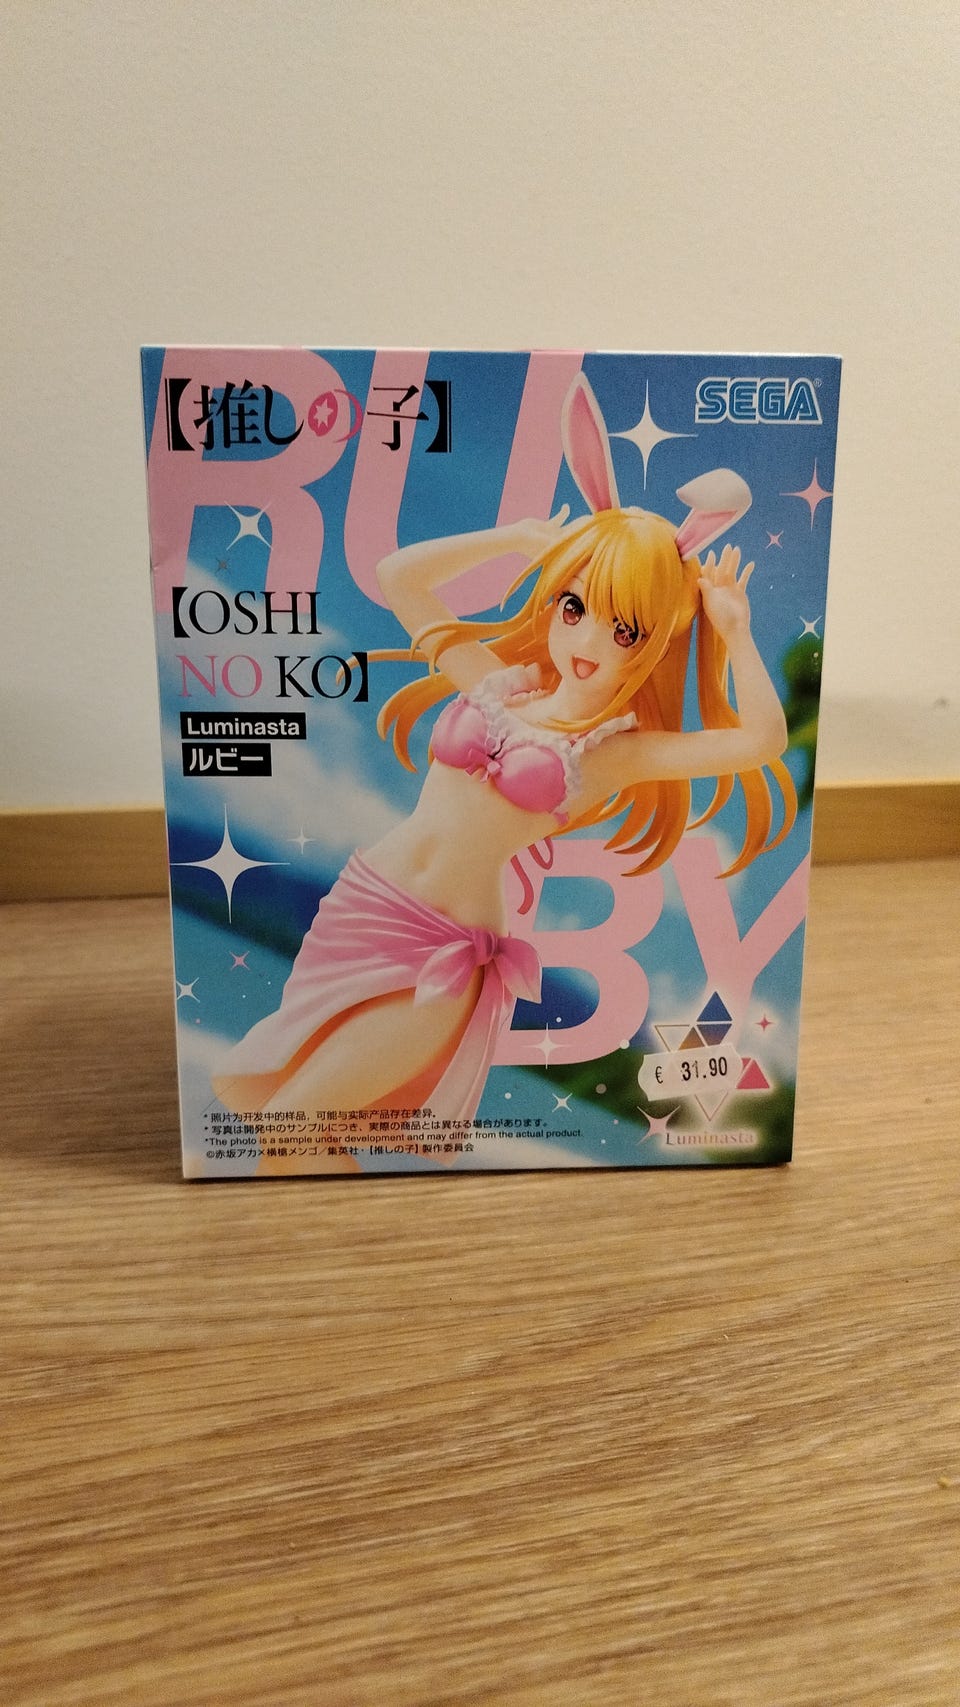 RU
【推しの子】
SEGA®
【OSHI
NO KO】
Luminasta
ルビー
BY
€ 31.90
Luminasta
*照片为开发中的样品，可能与实际产品存在差异。
*写真は開発中のサンプルにつき、実際の商品とは異なる場合があります。
*The photo is a sample under development and may differ from the actual product.
©赤坂アカ×横槍メンゴ／集英社・【推しの子】製作委員会